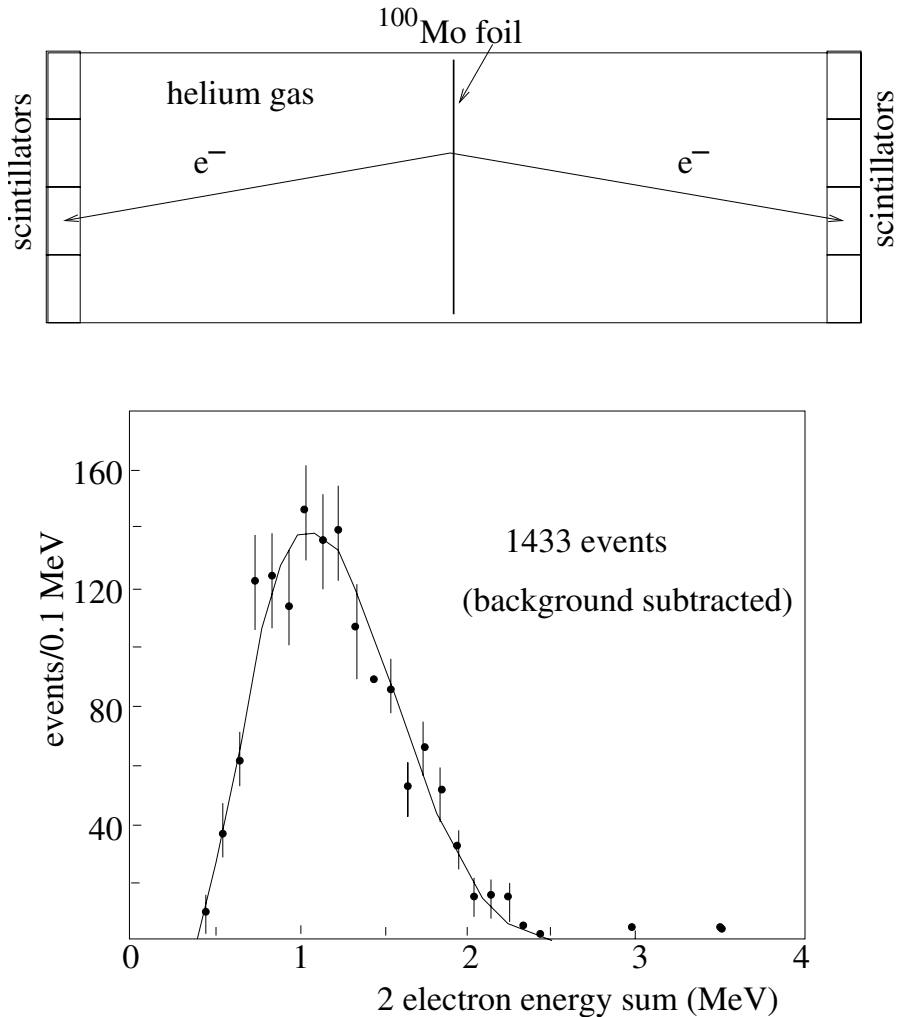 ¹⁰⁰Mo foil
helium gas
scintillators
e⁻
e⁻
scintillators
events/0.1 MeV
160
120
80
40
1433 events
(background subtracted)
0
1
2
3
4
2 electron energy sum (MeV)